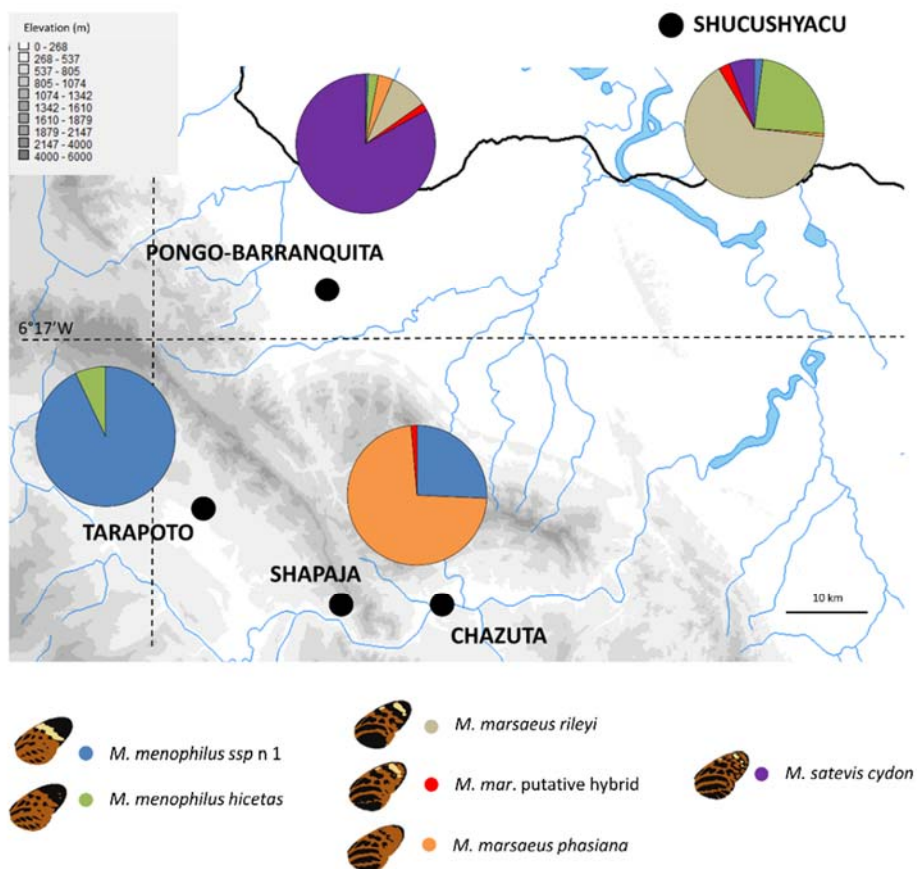 Elevation (m)
0 - 268
268 - 537
537 - 805
805 - 1074
1074 - 1342
1342 - 1610
1610 - 1879
1879 - 2147
2147 - 4000
4000 - 6000
SHUCUSHYACU
PONGO-BARRANQUITA
6°17'W
TARAPOTO
SHAPAJA
CHAZUTA
10 km
M. menophilus ssp n 1
M. menophilus hicetas
M. marsaeus rileyi
M. mar. putative hybrid
M. marsaeus phasiana
M. satevis cydon